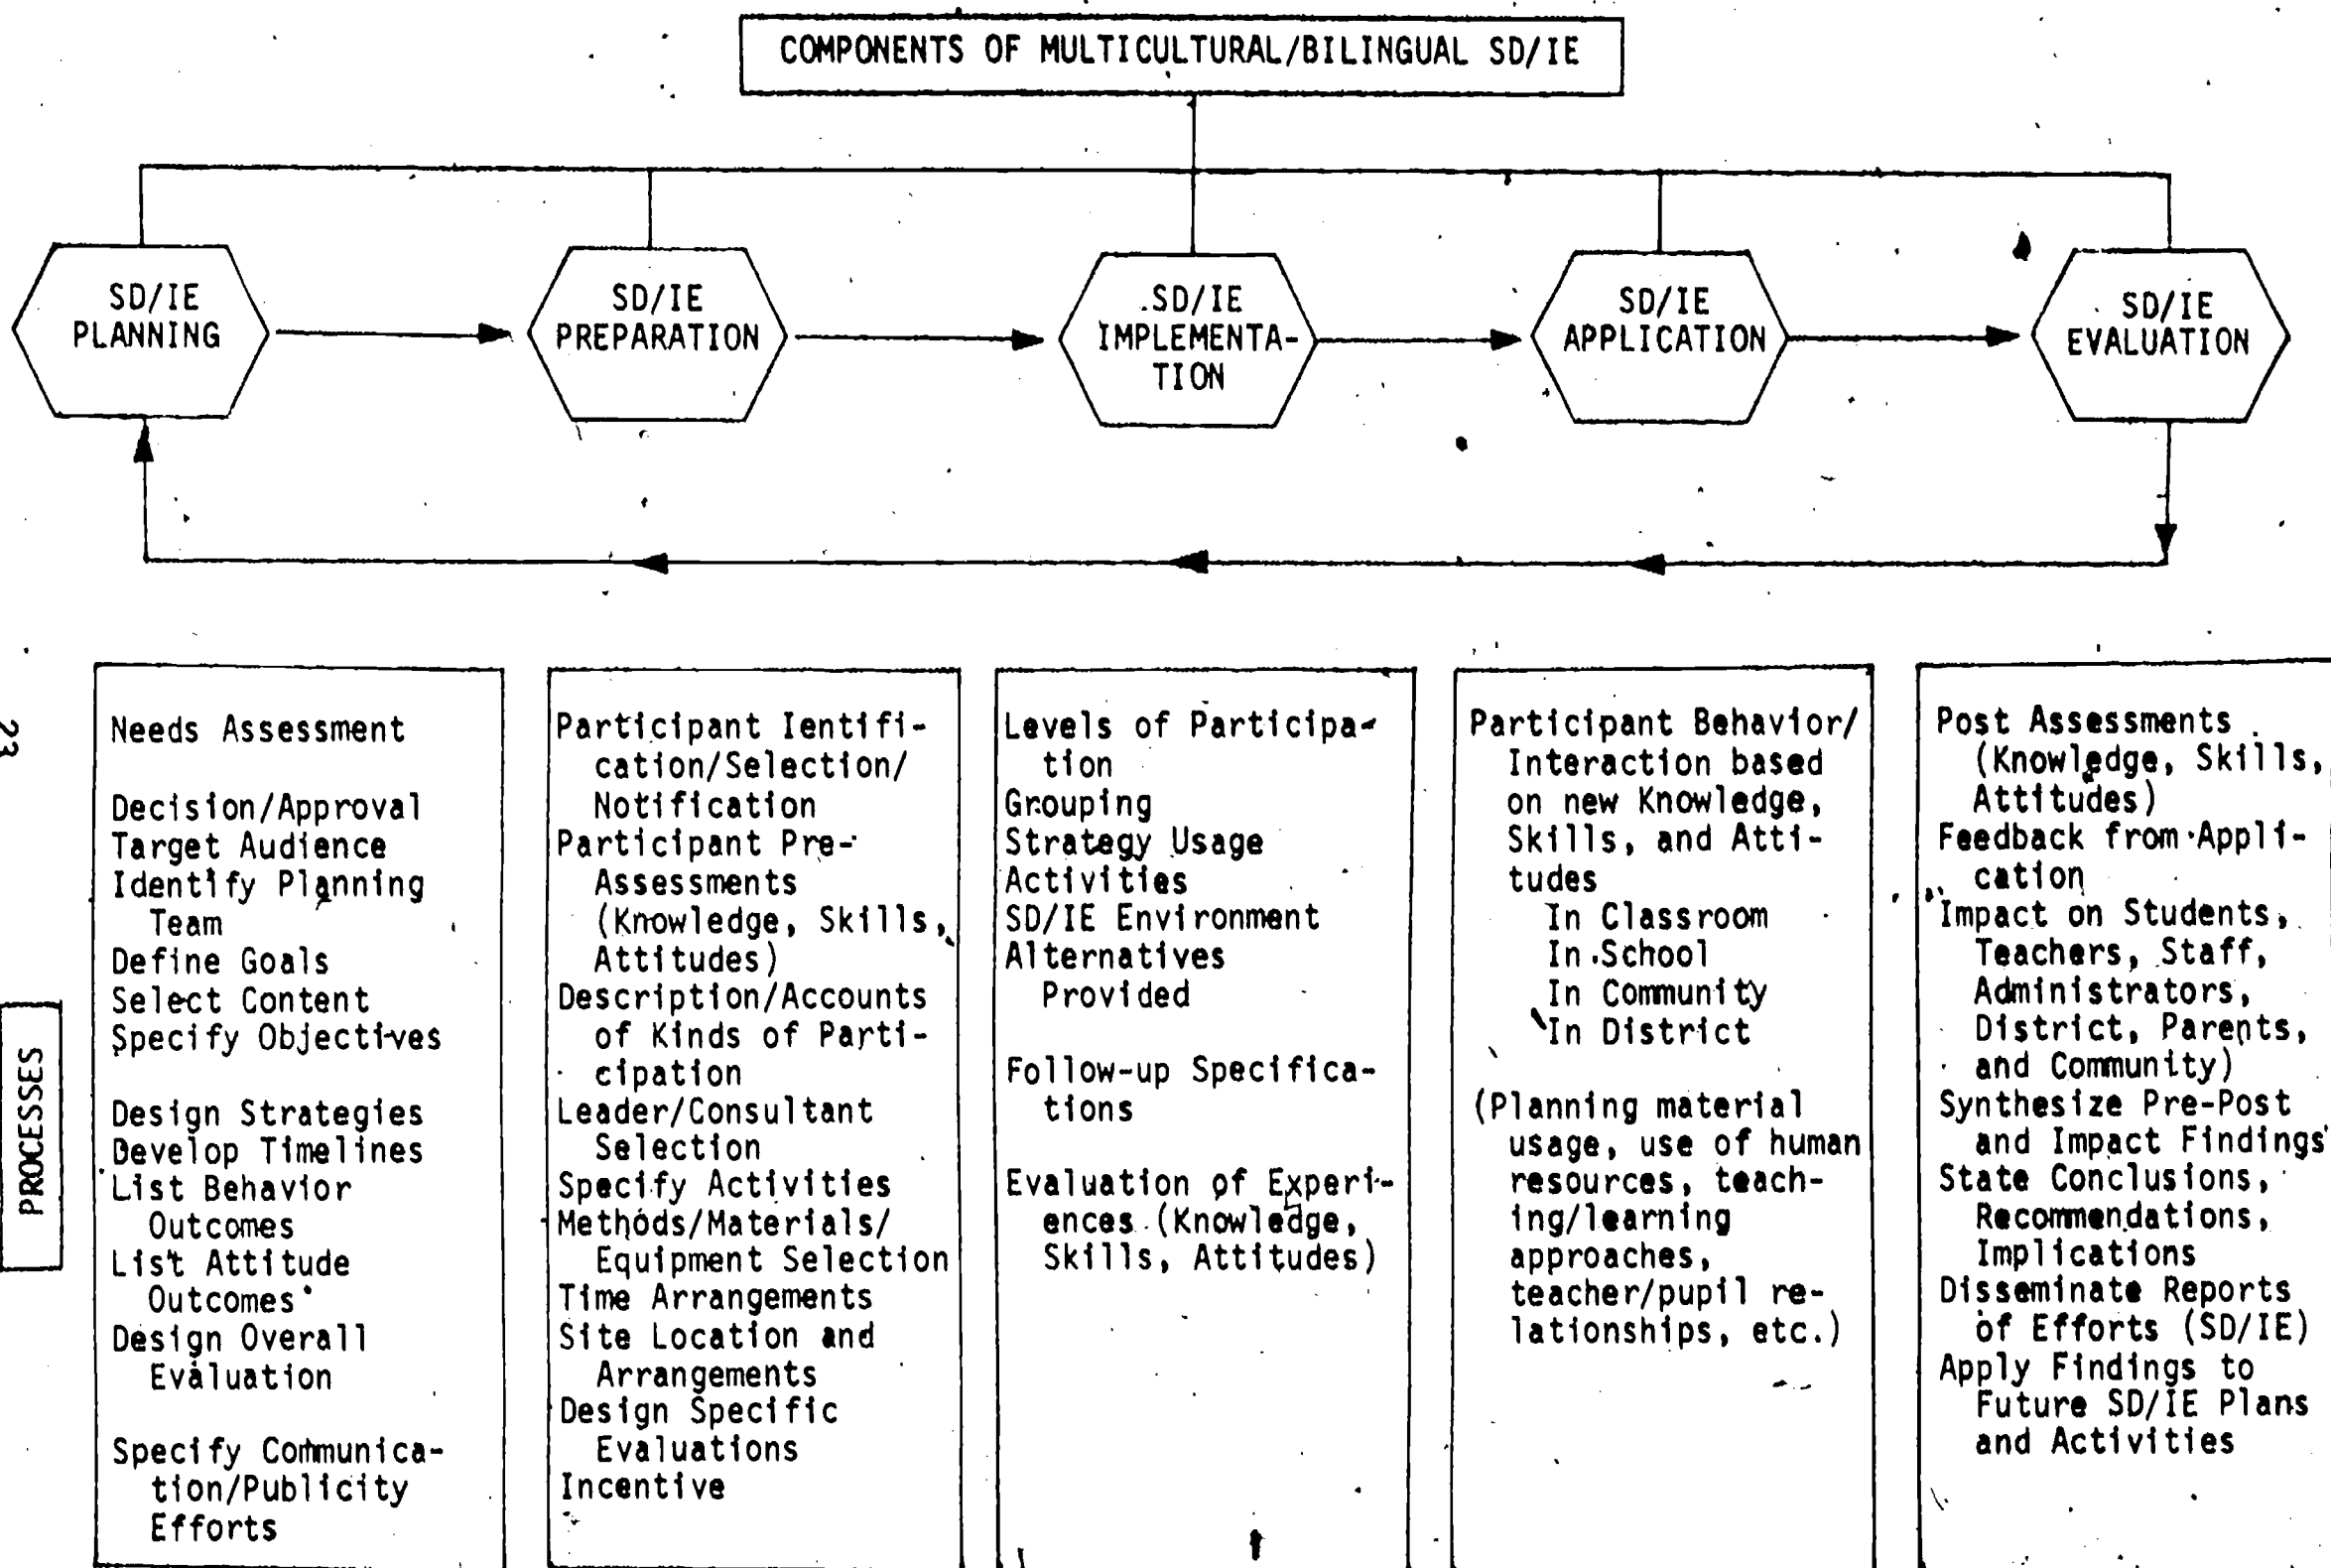 COMPONENTS OF MULTICULTURAL/BILINGUAL SD/IE
SD/IE
PLANNING
SD/IE
PREPARATION
SD/IE
IMPLEMENTA-
TION
SD/IE
APPLICATION
SD/IE
EVALUATION
23
PROCESSES
Needs Assessment
Decision/Approval
Target Audience
Identify Planning
Team
Define Goals
Select Content
Specify Objectives
Design Strategies
Develop Timelines
List Behavior
Outcomes
List Attitude
Outcomes
Design Overall
Evaluation
Specify Communica-
tion/Publicity
Efforts
Participant Ientifi-
cation/Selection/
Notification
Participant Pre-
Assessments
(Knowledge, Skills,
Attitudes)
Description/Accounts
of Kinds of Parti-
cipation
Leader/Consultant
Selection
Specify Activities
Methods/Materials/
Equipment Selection
Time Arrangements
Site Location and
Arrangements
Design Specific
Evaluations
Incentive
Levels of Participa-
tion
Grouping
Strategy Usage
Activities
SD/IE Environment
Alternatives
Provided
Follow-up Specifica-
tions
Evaluation of Experi-
ences (Knowledge,
Skills, Attitudes)
Participant Behavior/
Interaction based
on new Knowledge,
Skills, and Atti-
tudes
In Classroom
In School
In Community
In District
(Planning material
usage, use of human
resources, teach-
ing/learning
approaches,
teacher/pupil re-
lationships, etc.)
Post Assessments
(Knowledge, Skills,
Attitudes)
Feedback from Appli-
cation
Impact on Students,
Teachers, Staff,
Administrators,
District, Parents,
and Community)
Synthesize Pre-Post
and Impact Findings
State Conclusions,
Recommendations,
Implications
Disseminate Reports
of Efforts (SD/IE)
Apply Findings to
Future SD/IE Plans
and Activities